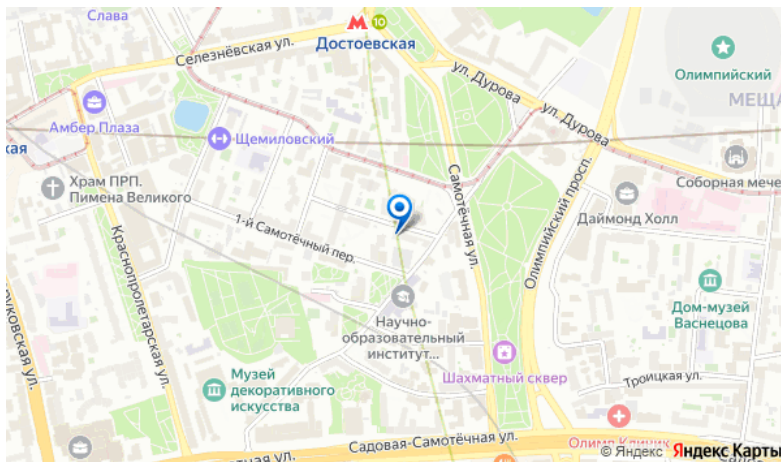 Слава
Селезнёвская ул.
10
Достоевская
ул. Дурова
ул. Дурова
Олимпийский
МЕЩА
Амбер Плаза
Щемиловский
кая
Храм ПРП.
Пимена Великого
Самотёчная ул.
Олимпийский просп.
Соборная мече
Даймонд Холл
1-й Самотёчный пер.
Краснопролетарская ул.
Дом-музей
Васнецова
Научно-
образовательный
институт...
Шахматный сквер
Троицкая ул.
Музей
декоративного
искусства
Олимп Клиник
Садовая-Самотёчная ул.
© Яндекс Яндекс Карты